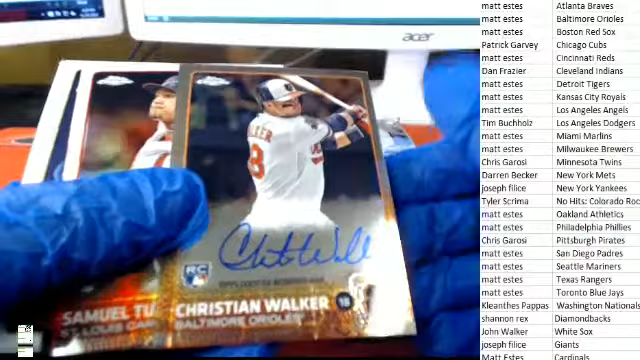 acer
matt estes Atlanta Braves
matt estes Baltimore Orioles
matt estes Boston Red Sox
Patrick Garvey Chicago Cubs
matt estes Cincinnati Reds
Dan Frazier Cleveland Indians
matt estes Detroit Tigers
matt estes Kansas City Royals
matt estes Los Angeles Angels
Tim Buchholz Los Angeles Dodgers
matt estes Miami Marlins
matt estes Milwaukee Brewers
Chris Garosi Minnesota Twins
Darren Becker New York Mets
joseph filice New York Yankees
Tyler Scrima No Hits: Colorado Roc
matt estes Oakland Athletics
matt estes Philadelphia Phillies
Chris Garosi Pittsburgh Pirates
matt estes San Diego Padres
matt estes Seattle Mariners
matt estes Texas Rangers
matt estes Toronto Blue Jays
Kleanthes Pappas Washington Nationals
shannon rex Diamondbacks
John Walker White Sox
joseph filice Giants
Matt Estes Cardinals
RC
SAMUEL TU
ST. LOUIS CAR
CHRISTIAN WALKER
BALTIMORE ORIOLES